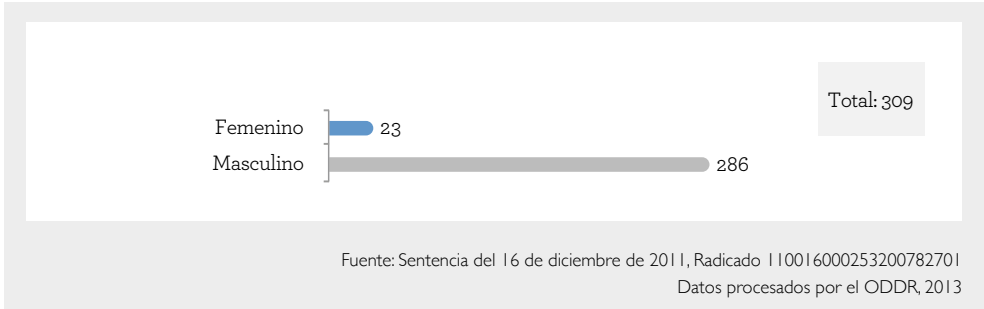 Total: 309
Femenino 23
Masculino 286
Fuente: Sentencia del 16 de diciembre de 2011, Radicado 110016000253200782701
Datos procesados por el ODDR, 2013